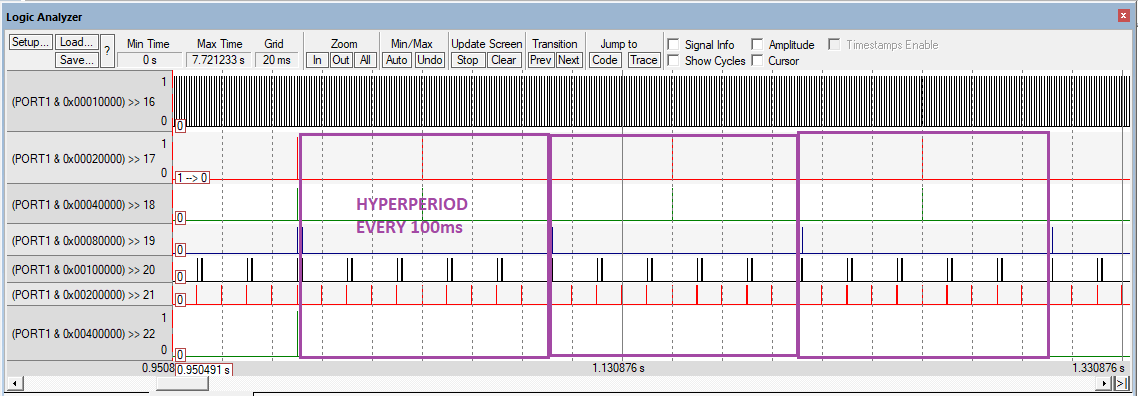 Logic Analyzer
Setup... Load... ? Min Time Max Time Grid Zoom Min/Max Update Screen Transition Jump to Signal Info Amplitude Timestamps Enable
Save... 0 s 7.721233 s 20 ms In Out All Auto Undo Stop Clear Prev Next Code Trace Show Cycles Cursor
1
(PORT1 & 0x00010000) >> 16
0 0
1
(PORT1 & 0x00020000) >> 17
0 1 --> 0
(PORT1 & 0x00040000) >> 18
0
HYPERPERIOD
EVERY 100ms
(PORT1 & 0x00080000) >> 19
0
(PORT1 & 0x00100000) >> 20
0
(PORT1 & 0x00200000) >> 21
0
1
(PORT1 & 0x00400000) >> 22
0 0
0.9508 0.950491 s 1.130876 s 1.330876 s